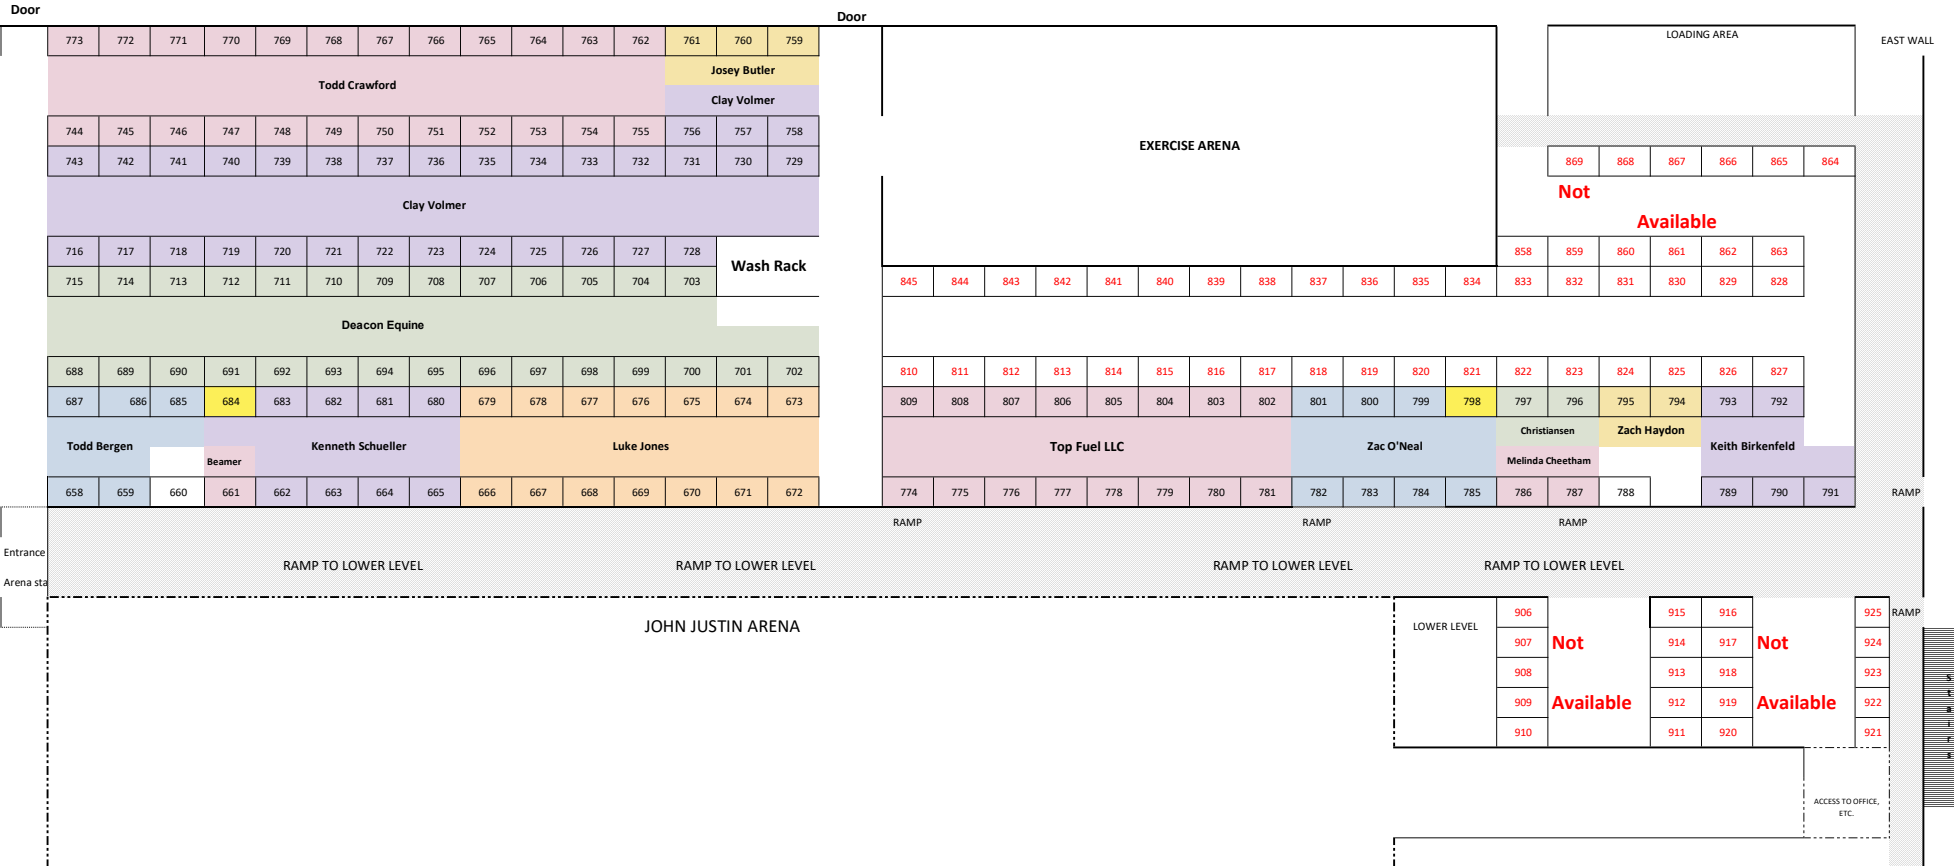 Door
Door
773 772 771 770 769 768 767 766 765 764 763 762 761 760 759
LOADING AREA
EAST WALL
Josey Butler
Todd Crawford
Clay Volmer
744 745 746 747 748 749 750 751 752 753 754 755 756 757 758
EXERCISE ARENA
743 742 741 740 739 738 737 736 735 734 733 732 731 730 729
869 868 867 866 865 864
Not
Clay Volmer
Available
716 717 718 719 720 721 722 723 724 725 726 727 728
858 859 860 861 862 863
Wash Rack
715 714 713 712 711 710 709 708 707 706 705 704 703
845 844 843 842 841 840 839 838 837 836 835 834 833 832 831 830 829 828
Deacon Equine
688 689 690 691 692 693 694 695 696 697 698 699 700 701 702
810 811 812 813 814 815 816 817 818 819 820 821 822 823 824 825 826 827
687 686 685 684 683 682 681 680 679 678 677 676 675 674 673
809 808 807 806 805 804 803 802 801 800 799 798 797 796 795 794 793 792
Todd Bergen
Beamer
Kenneth Schueller
Luke Jones
Top Fuel LLC
Zac O'Neal
Christiansen
Melinda Cheetham
Zach Haydon
Keith Birkenfeld
658 659 660 661 662 663 664 665 666 667 668 669 670 671 672
774 775 776 777 778 779 780 781 782 783 784 785 786 787 788 789 790 791
RAMP
RAMP
RAMP
RAMP
Entrance
Arena sta
RAMP TO LOWER LEVEL
RAMP TO LOWER LEVEL
RAMP TO LOWER LEVEL
RAMP TO LOWER LEVEL
JOHN JUSTIN ARENA
LOWER LEVEL
906 915 916 925
RAMP
907 Not 914 917 Not 924
908 913 918 923
909 Available 912 919 Available 922
910 911 920 921
stairs
ACCESS TO OFFICE,
ETC.